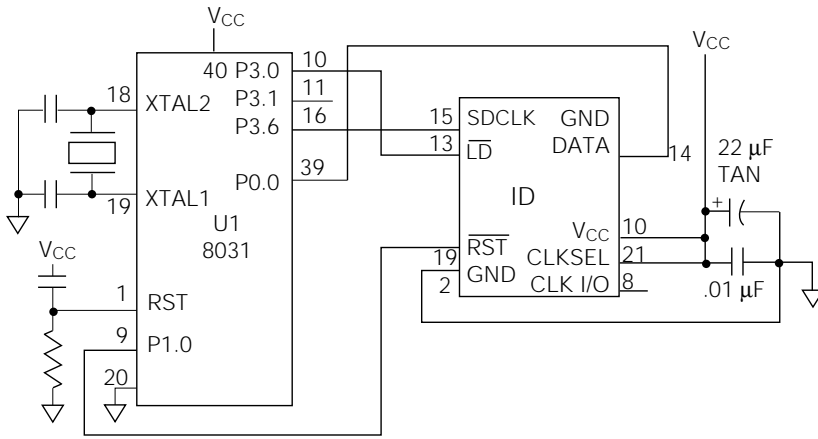 VCC
40 P3.0
10
P3.1
11
P3.6
16
P0.0
39
18
XTAL2
XTAL1
19
U1
8031
VCC
1
RST
9
P1.0
20
15
SDCLK
13
LD
GND
DATA
14
ID
VCC
10
RST
19
CLKSEL
21
GND
2
CLK I/O
8
VCC
22 µF
TAN
+
.01 µF